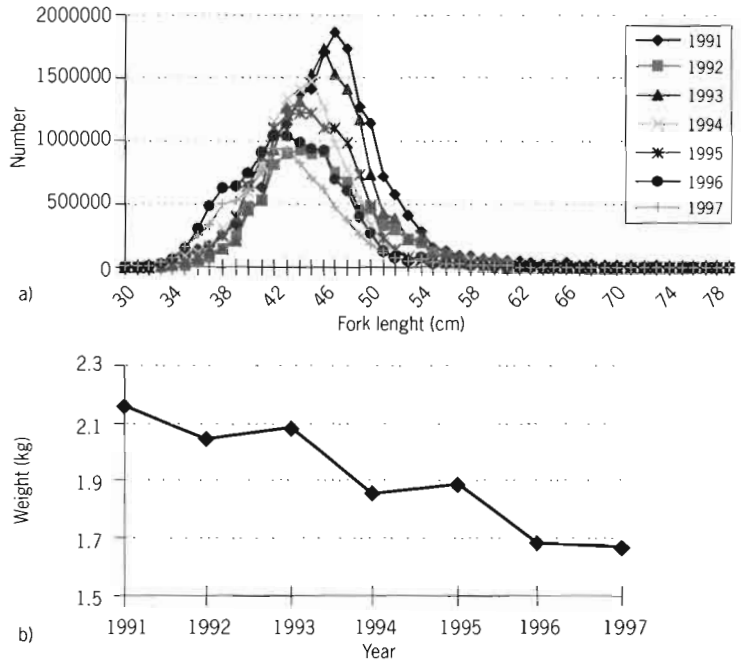 2000000
1500000
1000000
500000
0
Number
30 34 38 42 46 50 54 58 62 66 70 74 78
Fork lenght (cm)
a)
1991
1992
1993
1994
1995
1996
1997
2.3
2.1
1.9
1.7
1.5
Weight (kg)
1991 1992 1993 1994 1995 1996 1997
Year
b)